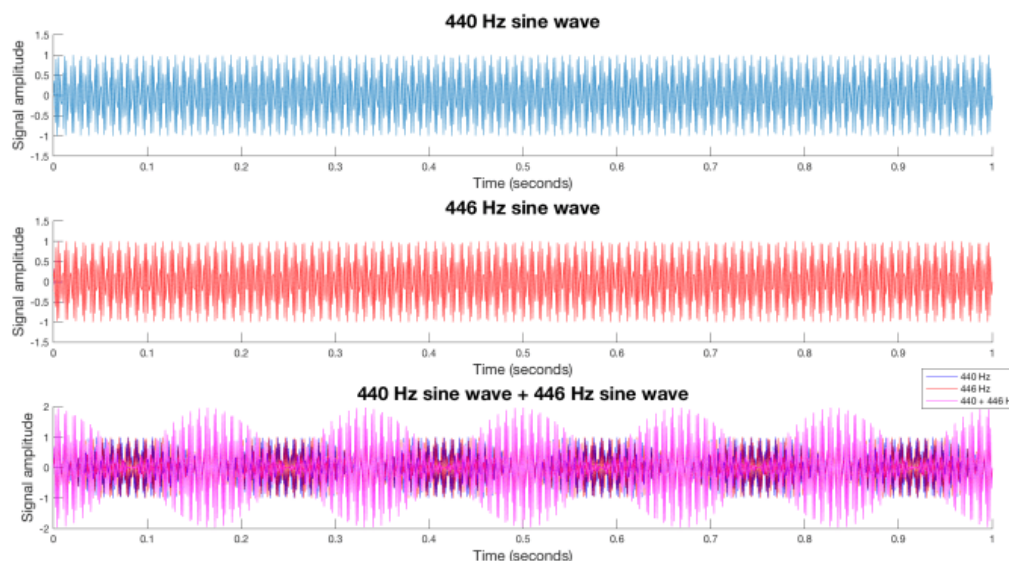 440 Hz sine wave
Signal amplitude
1.5
1
0.5
0
-0.5
-1
-1.5
0 0.1 0.2 0.3 0.4 0.5 0.6 0.7 0.8 0.9 1
Time (seconds)
446 Hz sine wave
Signal amplitude
1.5
1
0.5
0
-0.5
-1
-1.5
0 0.1 0.2 0.3 0.4 0.5 0.6 0.7 0.8 0.9 1
Time (seconds)
440 Hz sine wave + 446 Hz sine wave
440 Hz
446 Hz
440 + 446 H
Signal amplitude
2
1
0
-1
-2
0 0.1 0.2 0.3 0.4 0.5 0.6 0.7 0.8 0.9 1
Time (seconds)